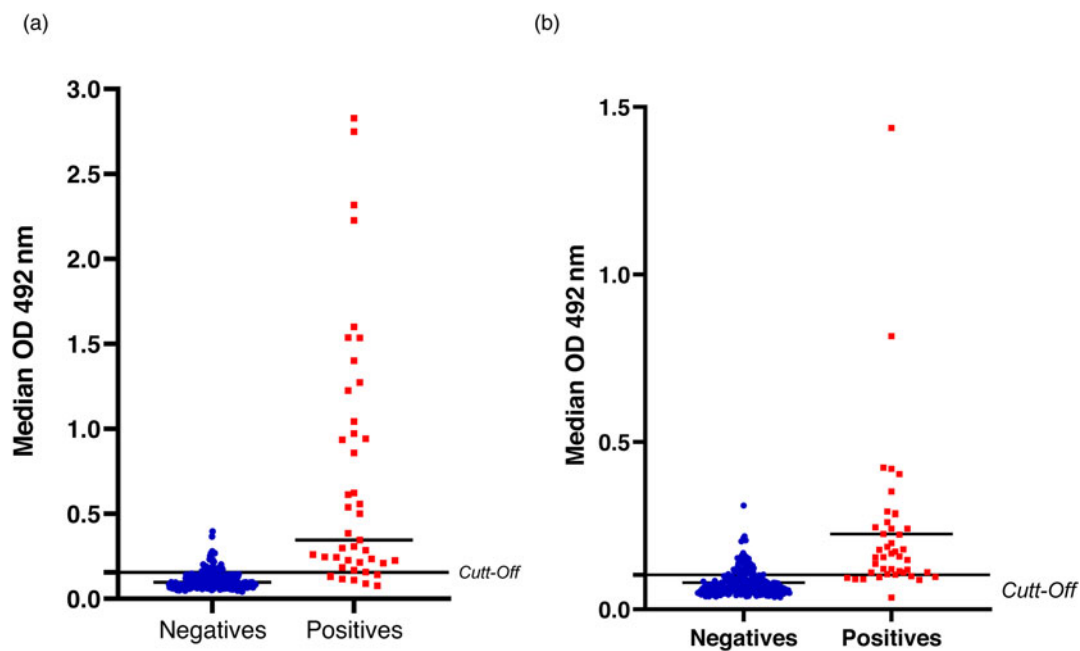 (a)
3.0
2.5
2.0
1.5
1.0
0.5
0.0
Median OD 492 nm
Cutt-Off
Negatives
Positives
(b)
1.5
1.0
0.5
0.0
Median OD 492 nm
Cutt-Off
Negatives
Positives